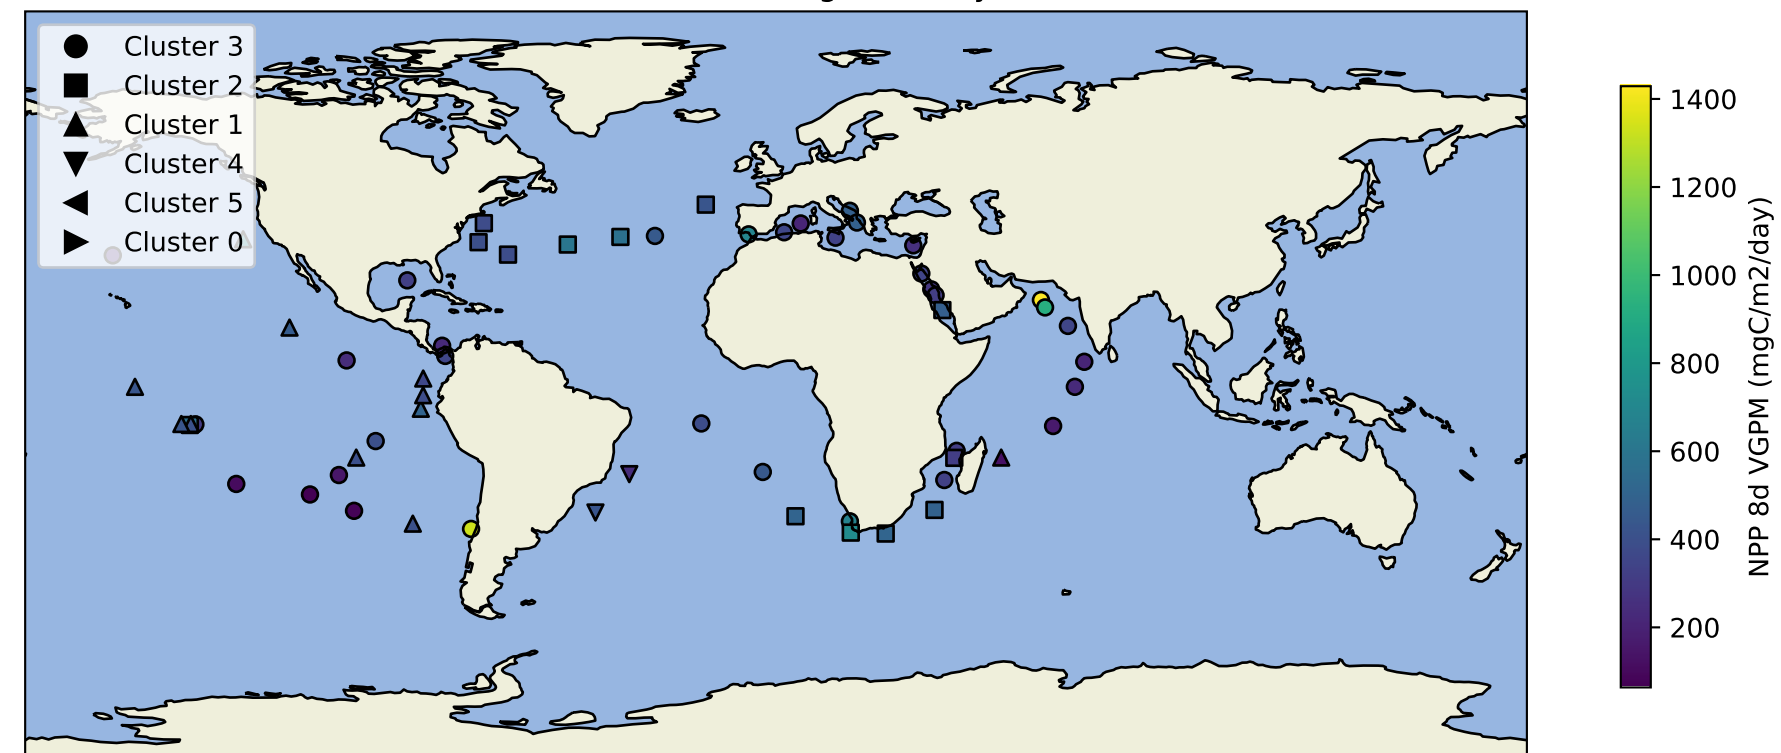 Cluster 3
Cluster 2
Cluster 1
Cluster 4
Cluster 5
Cluster 0
1400
1200
1000
800
600
400
200
NPP 8d VGPM (mgC/m2/day)